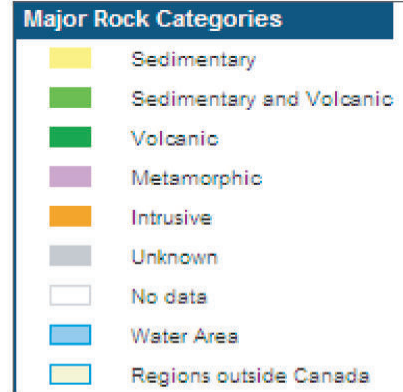 Major Rock Categories
Sedimentary
Sedimentary and Volcanic
Volcanic
Metamorphic
Intrusive
Unknown
No data
Water Area
Regions outside Canada